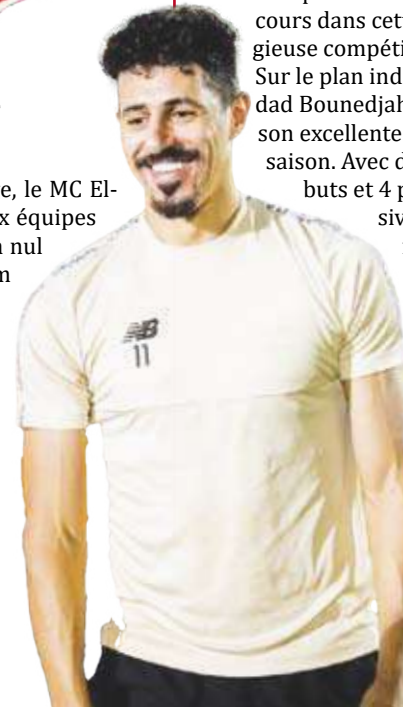 cours dans cet
gieuse compéti
Sur le plan ind
dad Bounedjah
son excellente
saison. Avec d
buts et 4 p
siv
e, le MC El-
x équipes
nul
m
NB
11